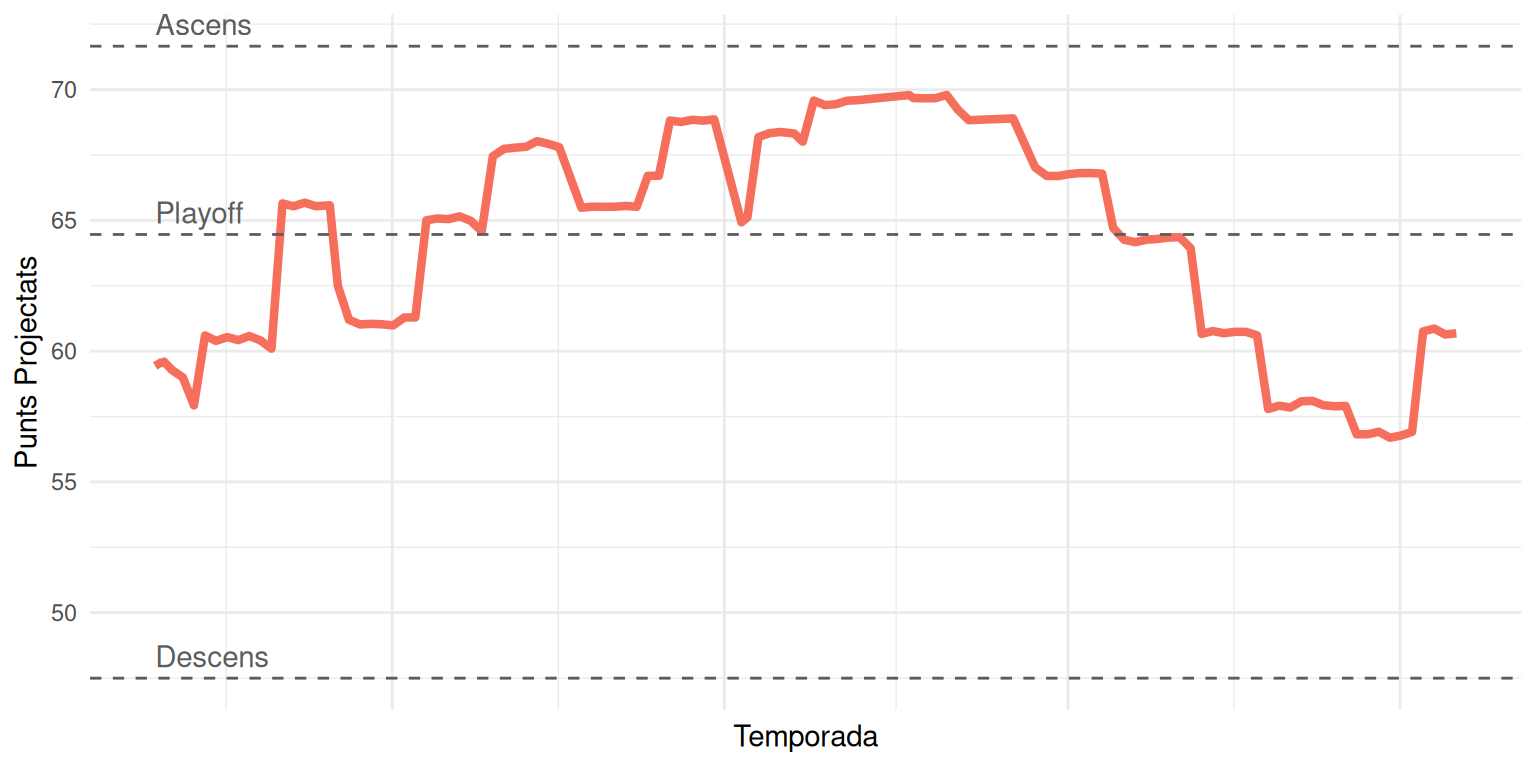 Ascens
70
Playoff
65
60
55
50
Descens
Punts Projectats
Temporada